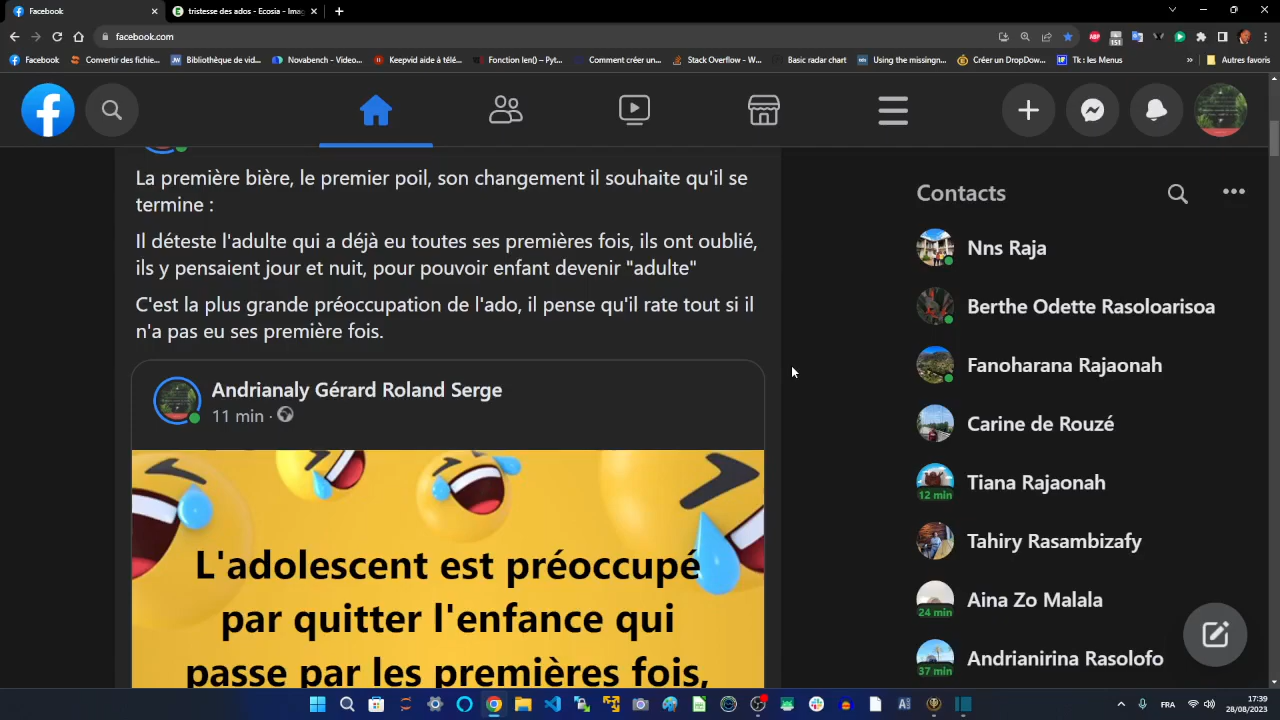 Facebook
tristesse des ados - Ecosia - Imag
facebook.com
Facebook
Convertir des fichie...
Bibliothèque de vid...
Novabench - Video...
Keepvid aide à télé...
Fonction len() – Pyt...
Comment créer un...
Stack Overflow - W...
Basic radar chart
Using the missingn...
Créer un DropDow...
Tk : les Menus
»
Autres favoris
La première bière, le premier poil, son changement il souhaite qu'il se
termine :
Il déteste l'adulte qui a déjà eu toutes ses premières fois, ils ont oublié,
ils y pensaient jour et nuit, pour pouvoir enfant devenir "adulte"
C'est la plus grande préoccupation de l'ado, il pense qu'il rate tout si il
n'a pas eu ses première fois.
Andrianaly Gérard Roland Serge
11 min ·
L'adolescent est préoccupé
par quitter l'enfance qui
passe par les premières fois,
Contacts
Nns Raja
Berthe Odette Rasoloarisoa
Fanoharana Rajaonah
Carine de Rouzé
Tiana Rajaonah
12 min
Tahiry Rasambizafy
Aina Zo Malala
24 min
Andrianirina Rasolofo
37 min
FRA
17:39
28/08/2023